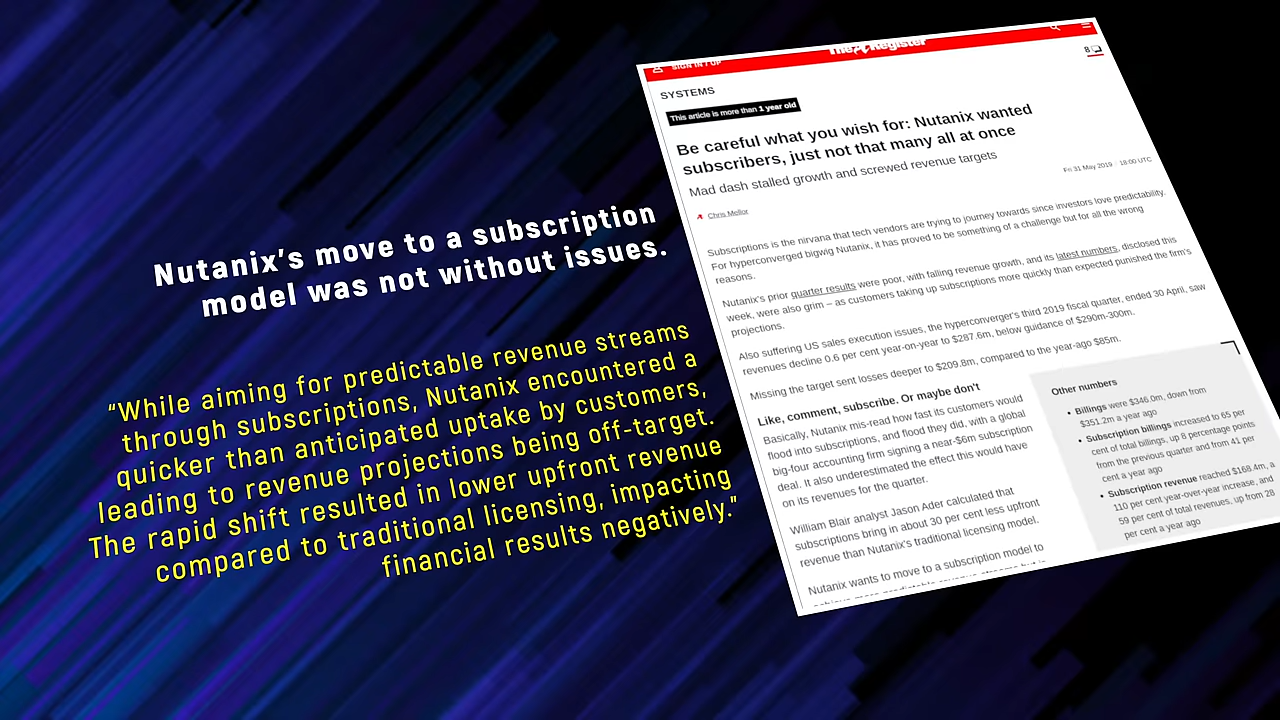 Nutanix's move to a subscription
model was not without issues.
“While aiming for predictable revenue streams
through subscriptions, Nutanix encountered a
quicker than anticipated uptake by customers,
leading to revenue projections being off-target.
The rapid shift resulted in lower upfront revenue
compared to traditional licensing, impacting
financial results negatively.”
SIGN IN / UP
The Register
8
SYSTEMS
This article is more than 1 year old
Be careful what you wish for: Nutanix wanted
subscribers, just not that many all at once
Mad dash stalled growth and screwed revenue targets
Chris Mellor
Fri 31 May 2019 | 18:00 UTC
Subscriptions is the nirvana that tech vendors are trying to journey towards since investors love predictability.
For hyperconverged bigwig Nutanix, it has proved to be something of a challenge but for all the wrong
reasons.
Nutanix's prior quarter results were poor, with falling revenue growth, and its latest numbers, disclosed this
week, were also grim – as customers taking up subscriptions more quickly than expected punished the firm's
projections.
Also suffering US sales execution issues, the hyperconverger's third 2019 fiscal quarter, ended 30 April, saw
revenues decline 0.6 per cent year-on-year to $287.6m, below guidance of $290m-300m.
Missing the target sent losses deeper to $209.8m, compared to the year-ago $85m.
Like, comment, subscribe. Or maybe don't
Basically, Nutanix mis-read how fast its customers would
flood into subscriptions, and flood they did, with a global
big-four accounting firm signing a near-$6m subscription
deal. It also underestimated the effect this would have
on its revenues for the quarter.
William Blair analyst Jason Ader calculated that
subscriptions bring in about 30 per cent less upfront
revenue than Nutanix's traditional licensing model.
Nutanix wants to move to a subscription model to
Other numbers
• Billings were $346.0m, down from
$351.2m a year ago
• Subscription billings increased to 65 per
cent of total billings, up 8 percentage points
from the previous quarter and from 41 per
cent a year ago
• Subscription revenue reached $168.4m, a
110 per cent year-over-year increase, and
59 per cent of total revenues, up from 28
per cent a year ago